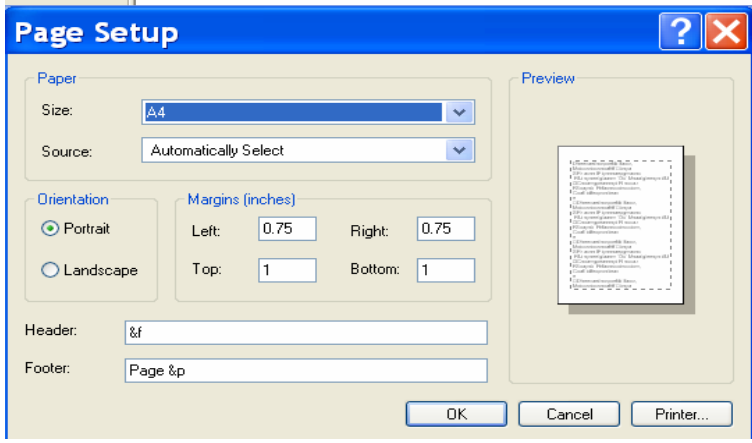 Page Setup
Paper
Size: A4
Source: Automatically Select
Orientation
Portrait
Landscape
Margins (inches)
Left: 0.75 Right: 0.75
Top: 1 Bottom: 1
Header: &f
Footer: Page &p
Preview
OK Cancel Printer...